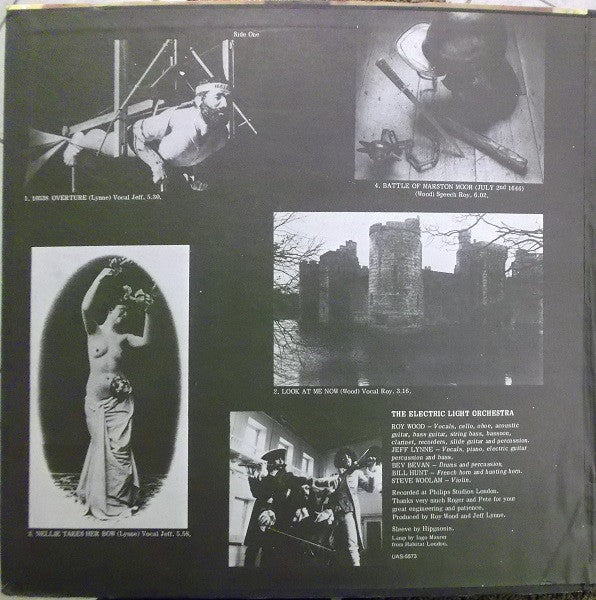 Side One
1. 10538 OVERTURE (Lynne) Vocal Jeff. 5.30.
4. BATTLE OF MARSTON MOOR (JULY 2nd 1644)
(Wood) Speech Roy. 6.02.
2. LOOK AT ME NOW (Wood) Vocal Roy. 3.16.
3. NELLIE TAKES HER BOW (Lynne) Vocal Jeff. 5.58.
THE ELECTRIC LIGHT ORCHESTRA
ROY WOOD – Vocals, cello, oboe, acoustic
guitar, bass guitar, string bass, bassoon,
clarinet, recorders, slide guitar and percussion.
JEFF LYNNE – Vocals, piano, electric guitar
percussion and bass.
BEV BEVAN – Drums and percussion.
BILL HUNT – French horn and hunting horn.
STEVE WOOLAM – Violin.
Recorded at Philips Studios London.
Thanks very much Roger and Pete for your
great engineering and patience.
Produced by Roy Wood and Jeff Lynne.
Sleeve by Hipgnosis.
Lamp by Ingo Maurer
from Habitat London.
UAS-5573